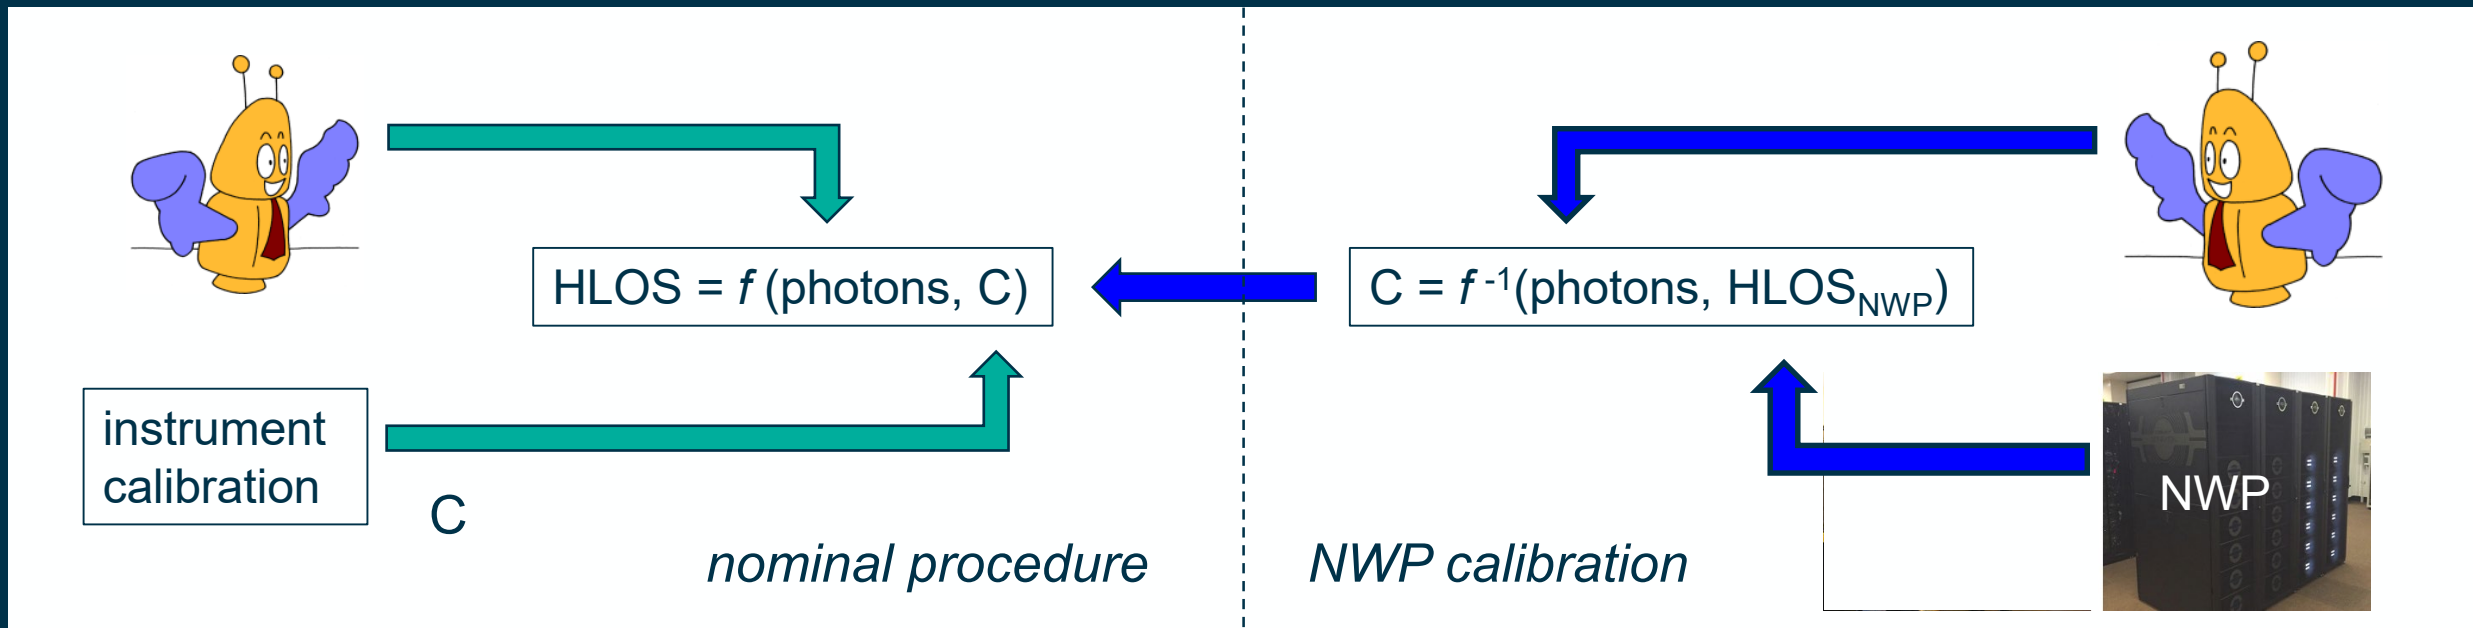 HLOS = f (photons, C)
C = f -1(photons, HLOSNWP)
instrument
calibration
C
NWP
nominal procedure
NWP calibration